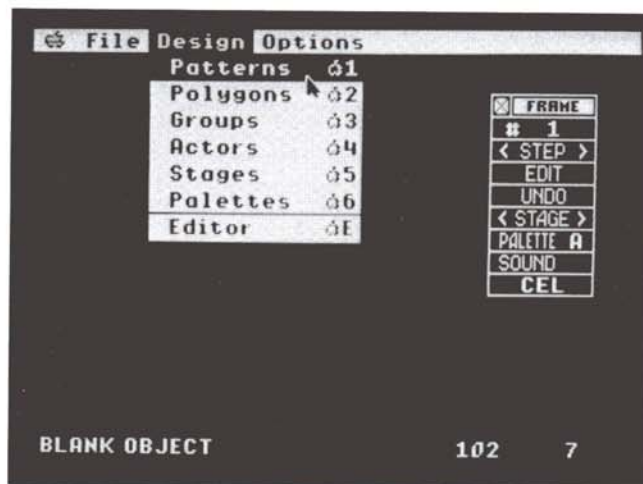 File Design Options
Patterns 1
Polygons 2
Groups 3
Actors 4
Stages 5
Palettes 6
Editor E
FRAME
# 1
< STEP >
EDIT
UNDO
< STAGE >
PALETTE A
SOUND
CEL
BLANK OBJECT 102 7